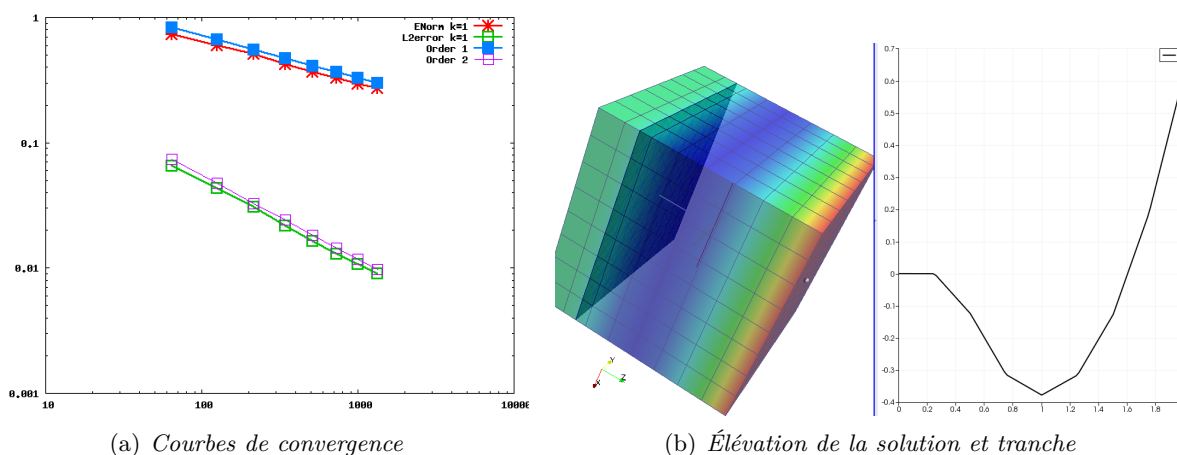 1
0.1
0.01
0.001
10
100
1000
10000
ENorm k=1
L2error k=1
Order 1
Order 2
Y
X
Z
0.7
0.6
0.5
0.4
0.3
0.2
0.1
0
-0.1
-0.2
-0.3
-0.4
0 0.2 0.4 0.6 0.8 1 1.2 1.4 1.6 1.8
(a) Courbes de convergence
(b) Élévation de la solution et tranche